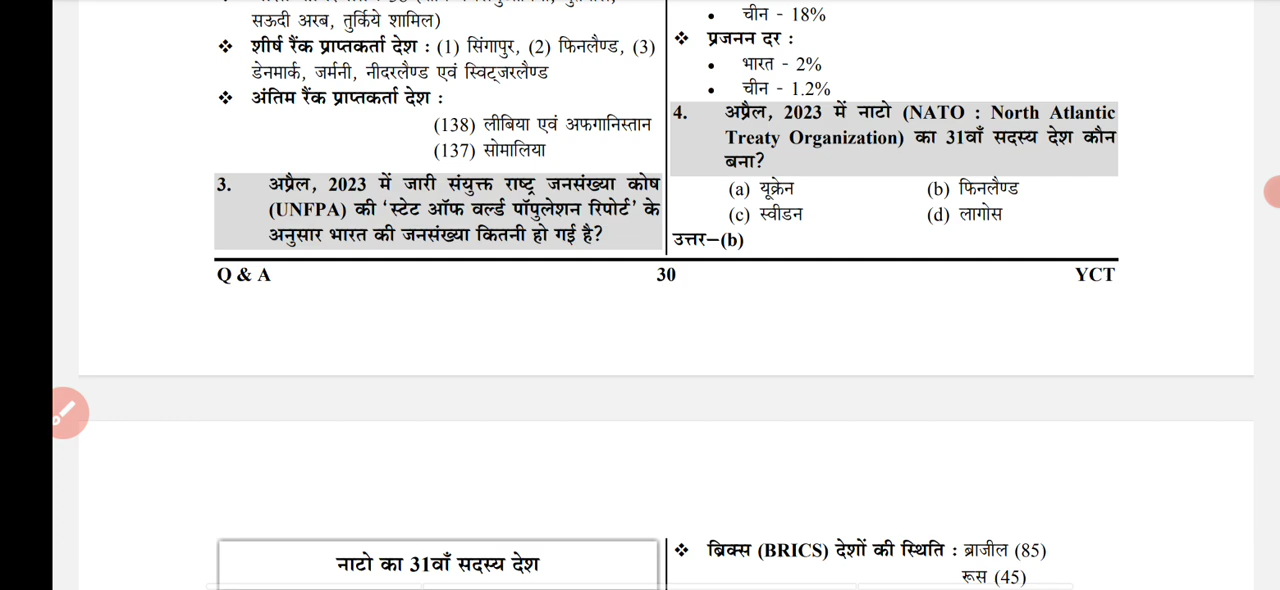 सऊदी अरब, तुर्किये शामिल)
❖ शीर्ष रैंक प्राप्तकर्ता देश : (1) सिंगापुर, (2) फिनलैण्ड, (3)
डेनमार्क, जर्मनी, नीदरलैण्ड एवं स्विट्जरलैण्ड
❖ अंतिम रैंक प्राप्तकर्ता देश :
(138) लीबिया एवं अफगानिस्तान
(137) सोमालिया
3. अप्रैल, 2023 में जारी संयुक्त राष्ट्र जनसंख्या कोष
(UNFPA) की ‘स्टेट ऑफ वर्ल्ड पॉपुलेशन रिपोर्ट’ के
अनुसार भारत की जनसंख्या कितनी हो गई है?
• चीन - 18%
❖ प्रजनन दर :
• भारत - 2%
• चीन - 1.2%
4. अप्रैल, 2023 में नाटो (NATO : North Atlantic
Treaty Organization) का 31वाँ सदस्य देश कौन
बना?
(a) यूक्रेन (b) फिनलैण्ड
(c) स्वीडन (d) लागोस
उत्तर–(b)
Q & A 30 YCT
नाटो का 31वाँ सदस्य देश
❖ ब्रिक्स (BRICS) देशों की स्थिति : ब्राजील (85)
रूस (45)